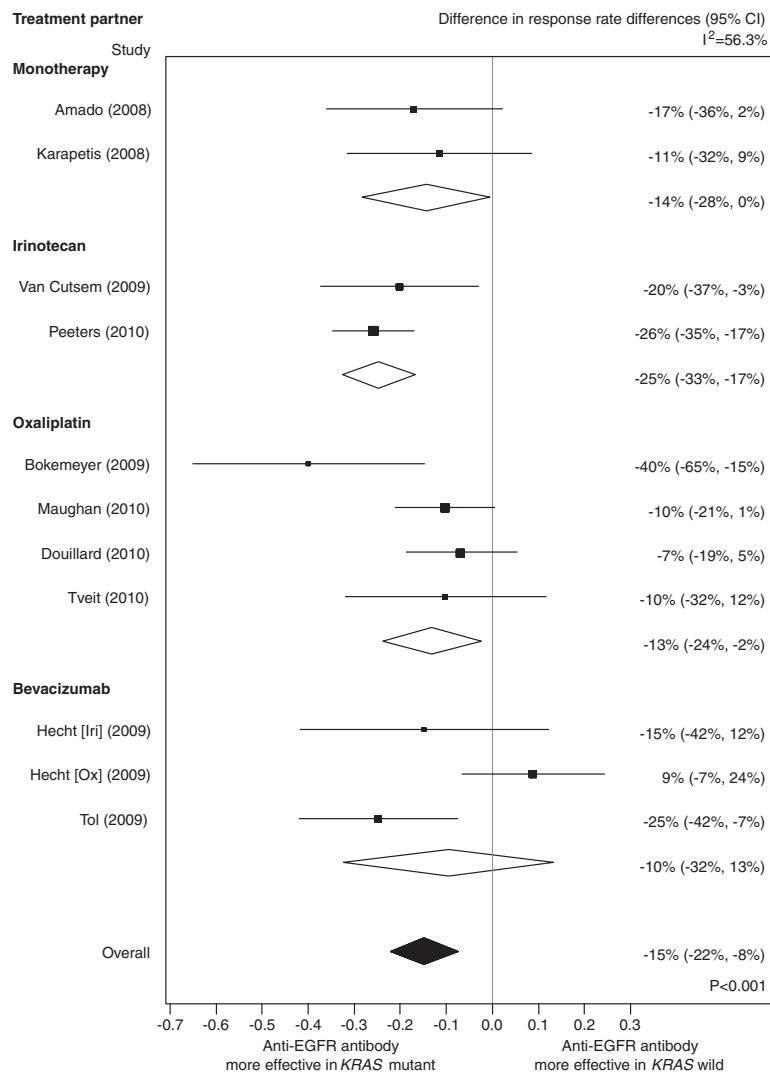 Treatment partner Difference in response rate differences (95% CI)
Study I²=56.3%
Monotherapy
Amado (2008) -17% (-36%, 2%)
Karapetis (2008) -11% (-32%, 9%)
-14% (-28%, 0%)
Irinotecan
Van Cutsem (2009) -20% (-37%, -3%)
Peeters (2010) -26% (-35%, -17%)
-25% (-33%, -17%)
Oxaliplatin
Bokemeyer (2009) -40% (-65%, -15%)
Maughan (2010) -10% (-21%, 1%)
Douillard (2010) -7% (-19%, 5%)
Tveit (2010) -10% (-32%, 12%)
-13% (-24%, -2%)
Bevacizumab
Hecht [Iri] (2009) -15% (-42%, 12%)
Hecht [Ox] (2009) 9% (-7%, 24%)
Tol (2009) -25% (-42%, -7%)
-10% (-32%, 13%)
Overall -15% (-22%, -8%)
P<0.001
-0.7 -0.6 -0.5 -0.4 -0.3 -0.2 -0.1 0.0 0.1 0.2 0.3
Anti-EGFR antibody Anti-EGFR antibody
more effective in KRAS mutant more effective in KRAS wild